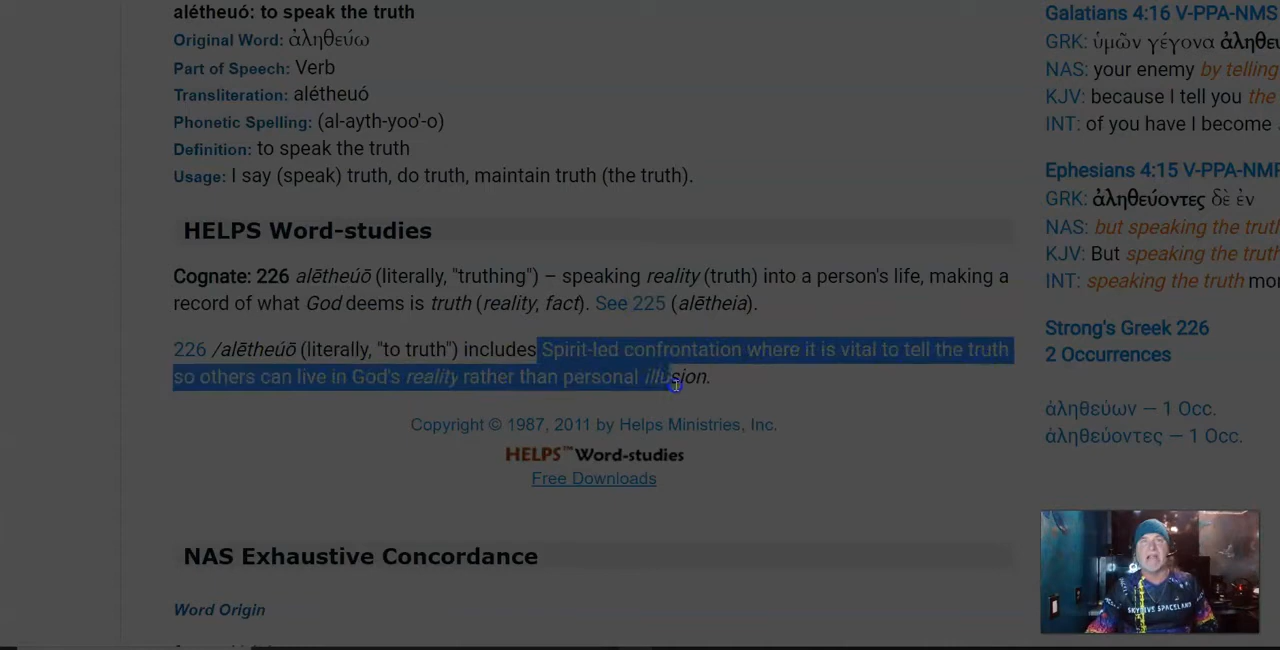 alétheuó: to speak the truth
Original Word: ἀληθεύω
Part of Speech: Verb
Transliteration: alétheuó
Phonetic Spelling: (al-ayth-yoo'-o)
Definition: to speak the truth
Usage: I say (speak) truth, do truth, maintain truth (the truth).
HELPS Word-studies
Cognate: 226 alētheúō (literally, "truthing") – speaking reality (truth) into a person's life, making a
record of what God deems is truth (reality, fact). See 225 (alētheia).
226 /alētheúō (literally, "to truth") includes Spirit-led confrontation where it is vital to tell the truth
so others can live in God's reality rather than personal illusion.
Copyright © 1987, 2011 by Helps Ministries, Inc.
HELPS™ Word-studies
Free Downloads
NAS Exhaustive Concordance
Word Origin
Galatians 4:16 V-PPA-NMS
GRK: ὑμῶν γέγονα ἀληθεύ
NAS: your enemy by telling
KJV: because I tell you the
INT: of you have I become
Ephesians 4:15 V-PPA-NMP
GRK: ἀληθεύοντες δὲ ἐν
NAS: but speaking the truth
KJV: But speaking the truth
INT: speaking the truth
Strong's Greek 226
2 Occurrences
ἀληθεύων — 1 Occ.
ἀληθεύοντες — 1 Occ.
SKYDIVE SPACELAND